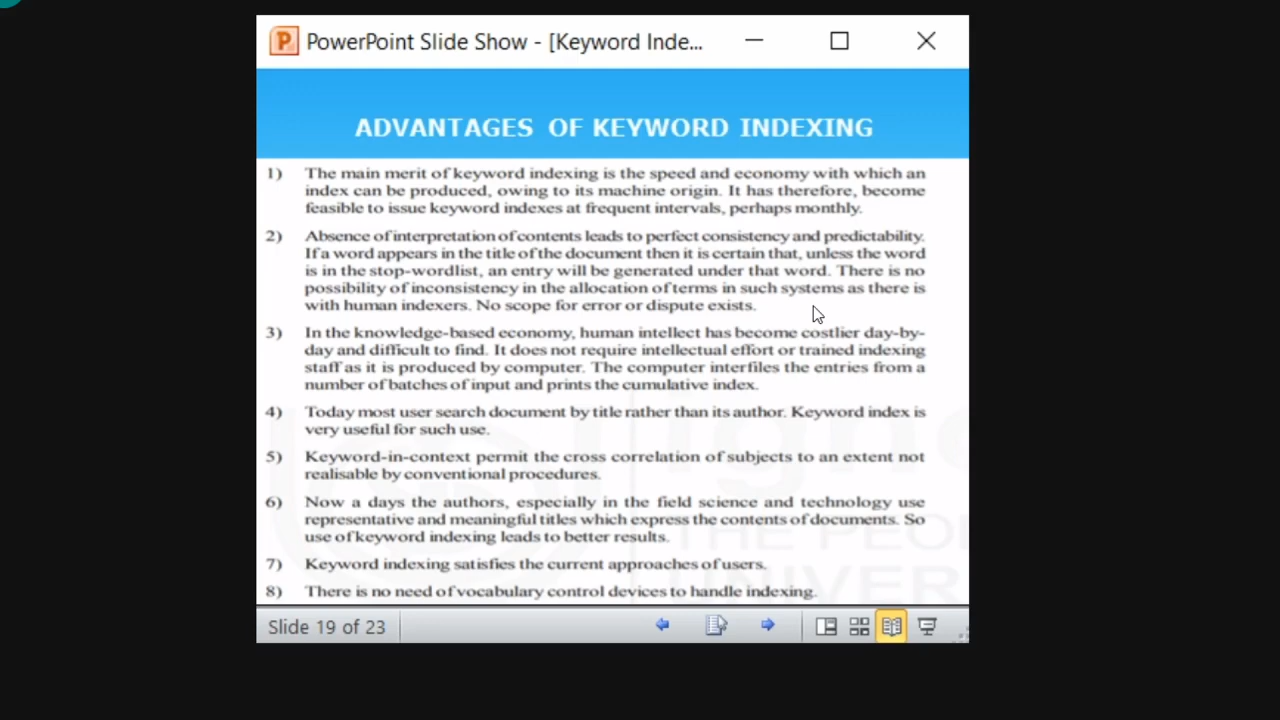 PowerPoint Slide Show - [Keyword Inde...
ADVANTAGES OF KEYWORD INDEXING
1) The main merit of keyword indexing is the speed and economy with which an
index can be produced, owing to its machine origin. It has therefore, become
feasible to issue keyword indexes at frequent intervals, perhaps monthly.
2) Absence of interpretation of contents leads to perfect consistency and predictability.
If a word appears in the title of the document then it is certain that, unless the word
is in the stop-wordlist, an entry will be generated under that word. There is no
possibility of inconsistency in the allocation of terms in such systems as there is
with human indexers. No scope for error or dispute exists.
3) In the knowledge-based economy, human intellect has become costlier day-by-
day and difficult to find. It does not require intellectual effort or trained indexing
staff as it is produced by computer. The computer interfiles the entries from a
number of batches of input and prints the cumulative index.
4) Today most user search document by title rather than its author. Keyword index is
very useful for such use.
5) Keyword-in-context permit the cross correlation of subjects to an extent not
realisable by conventional procedures.
6) Now a days the authors, especially in the field science and technology use
representative and meaningful titles which express the contents of documents. So
use of keyword indexing leads to better results.
7) Keyword indexing satisfies the current approaches of users.
8) There is no need of vocabulary control devices to handle indexing.
Slide 19 of 23